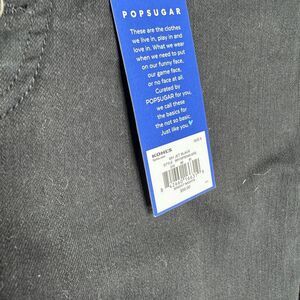 POPSUGAR
These are the clothes
we live in, play in and
love in. What we wear
when we need to put
on our funny face,
our game face,
or no face at all.
Curated by
POPSUGAR for you,
we call these
the basics for
the not so basic.
Just like you
KOHL'S